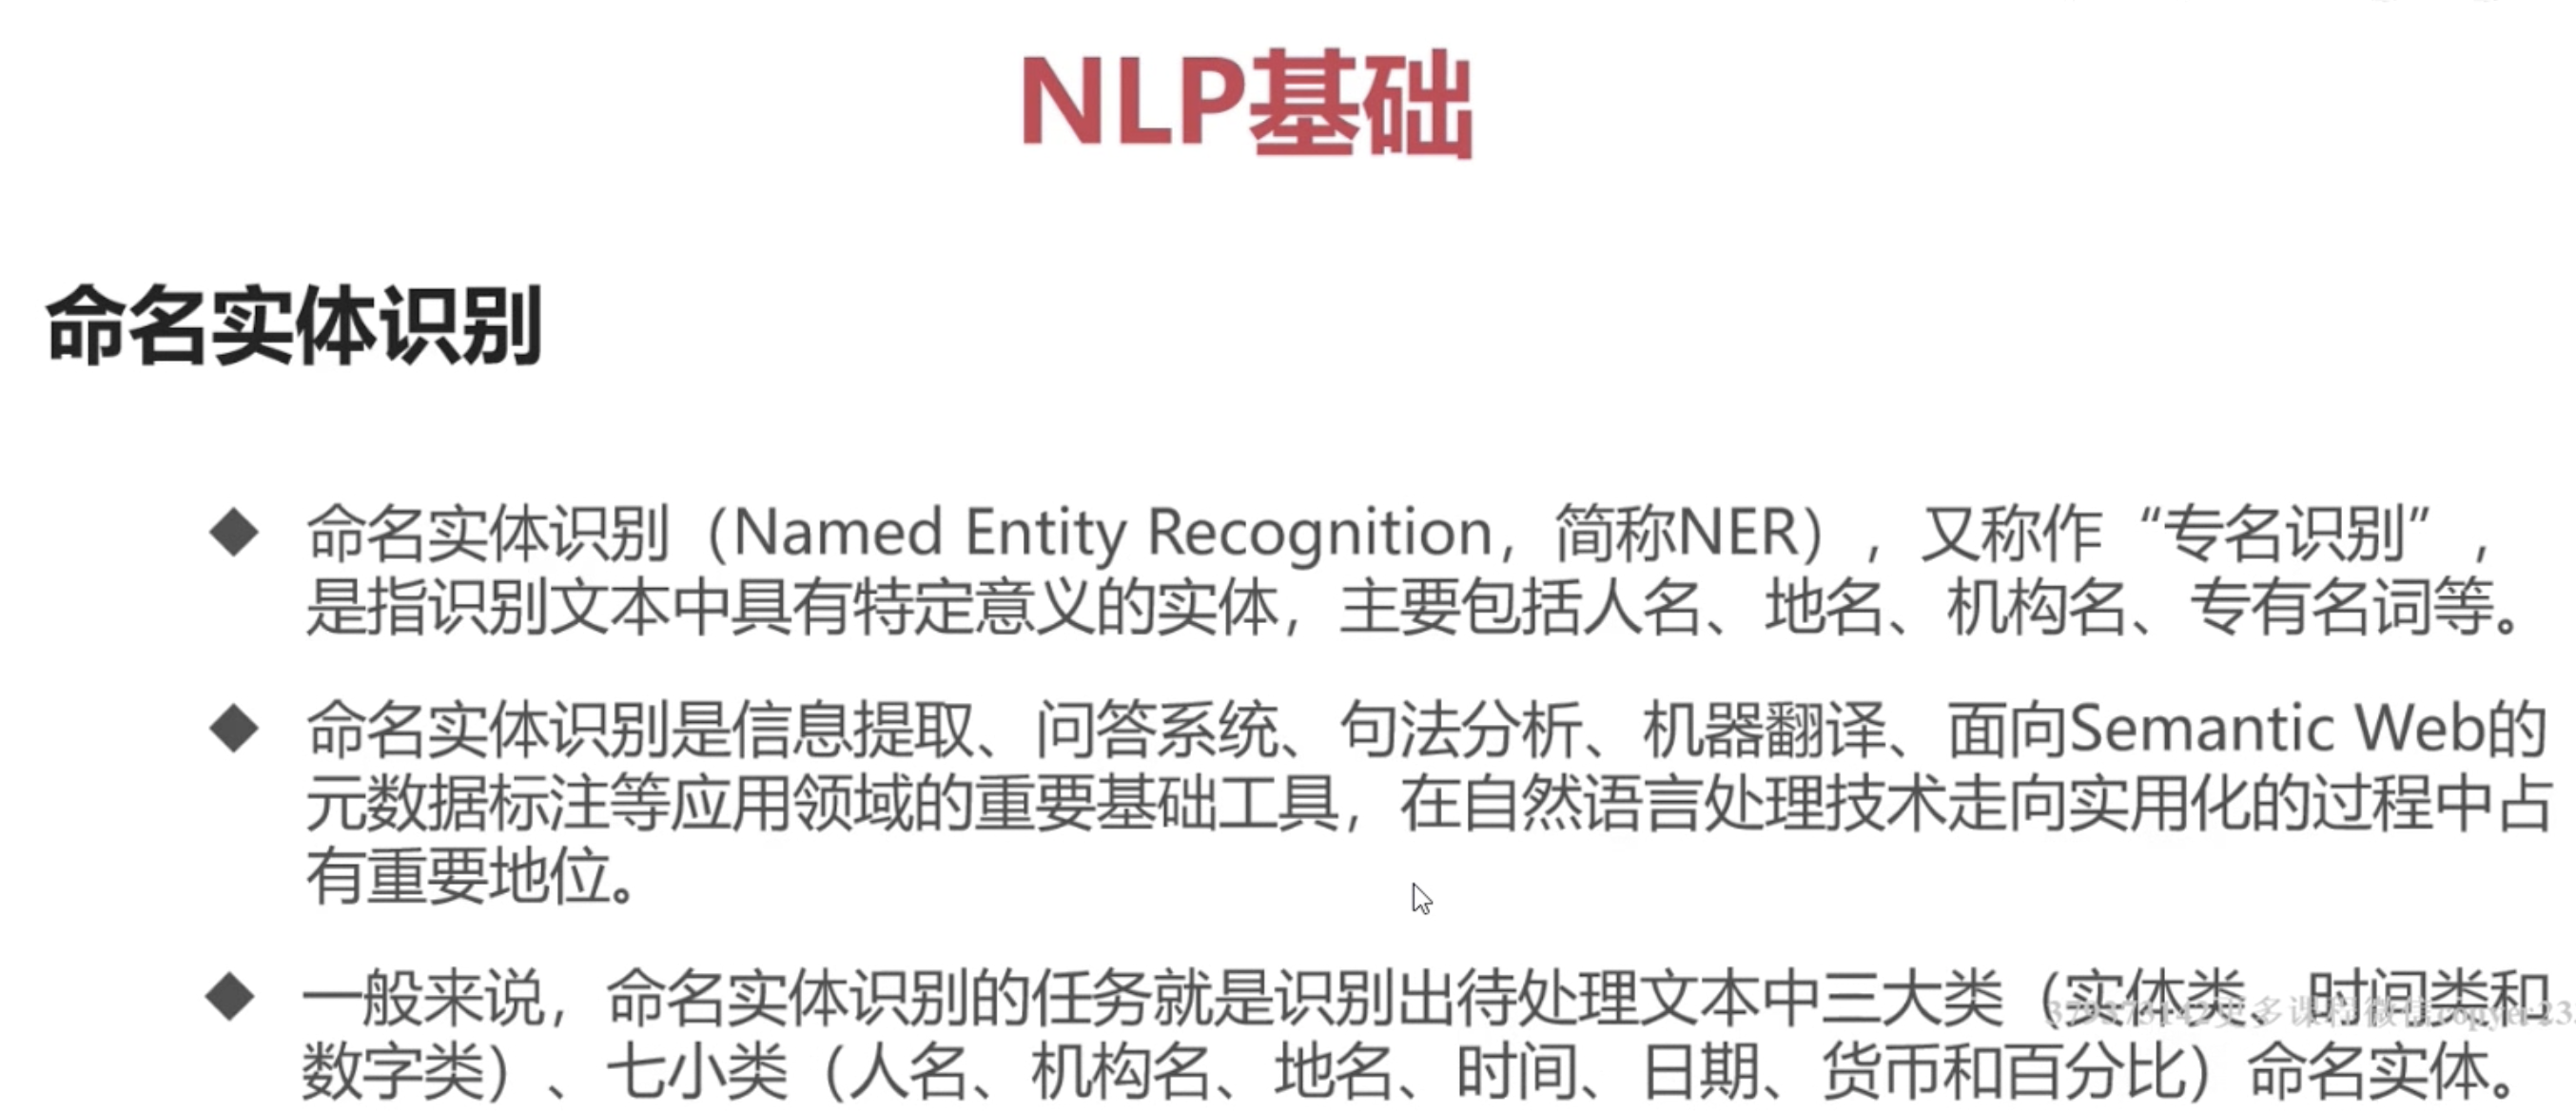 NLP基础
命名实体识别
◆ 命名实体识别（Named Entity Recognition，简称NER），又称作“专名识别”，
是指识别文本中具有特定意义的实体，主要包括人名、地名、机构名、专有名词等。
◆ 命名实体识别是信息提取、问答系统、句法分析、机器翻译、面向Semantic Web的
元数据标注等应用领域的重要基础工具，在自然语言处理技术走向实用化的过程中占
有重要地位。
◆ 一般来说，命名实体识别的任务就是识别出待处理文本中三大类（实体类、时间类和
数字类）、七小类（人名、机构名、地名、时间、日期、货币和百分比）命名实体。
更多课程微信